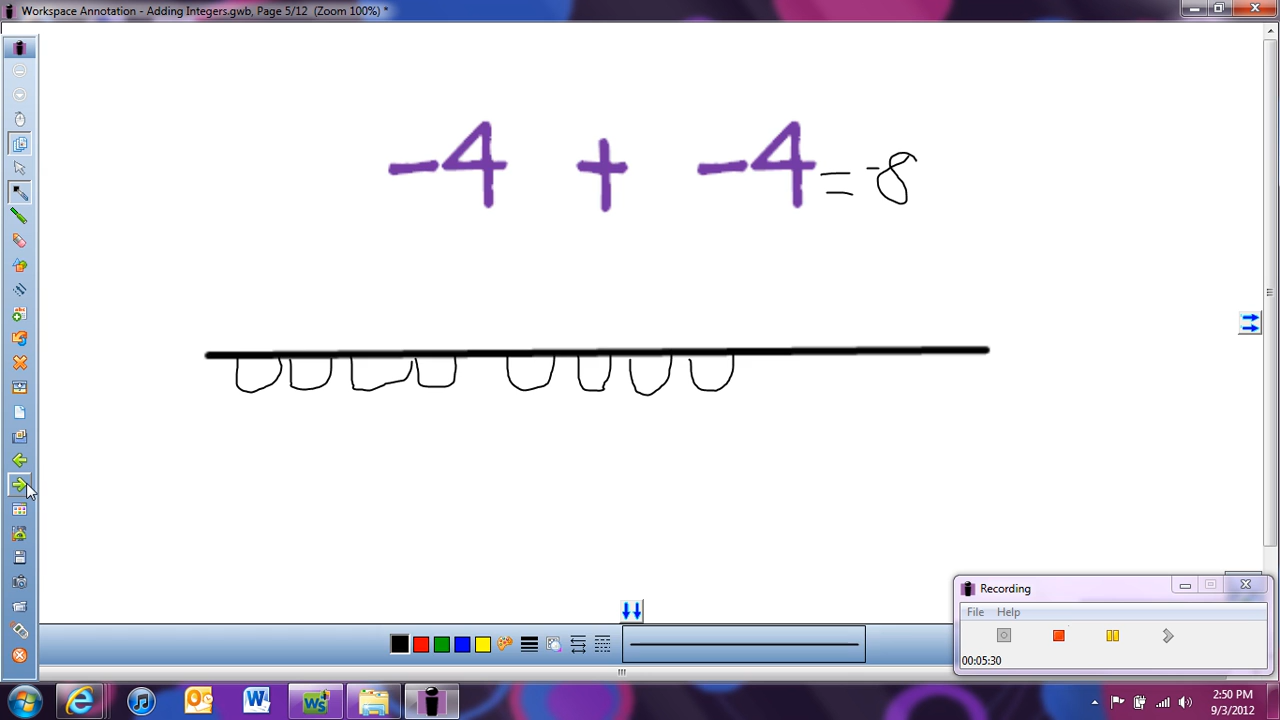 Workspace Annotation - Adding Integers.gwb, Page 5/12 (Zoom 100%) *
-4 + -4 = -8
Recording
File Help
00:05:30
2:50 PM
9/3/2012